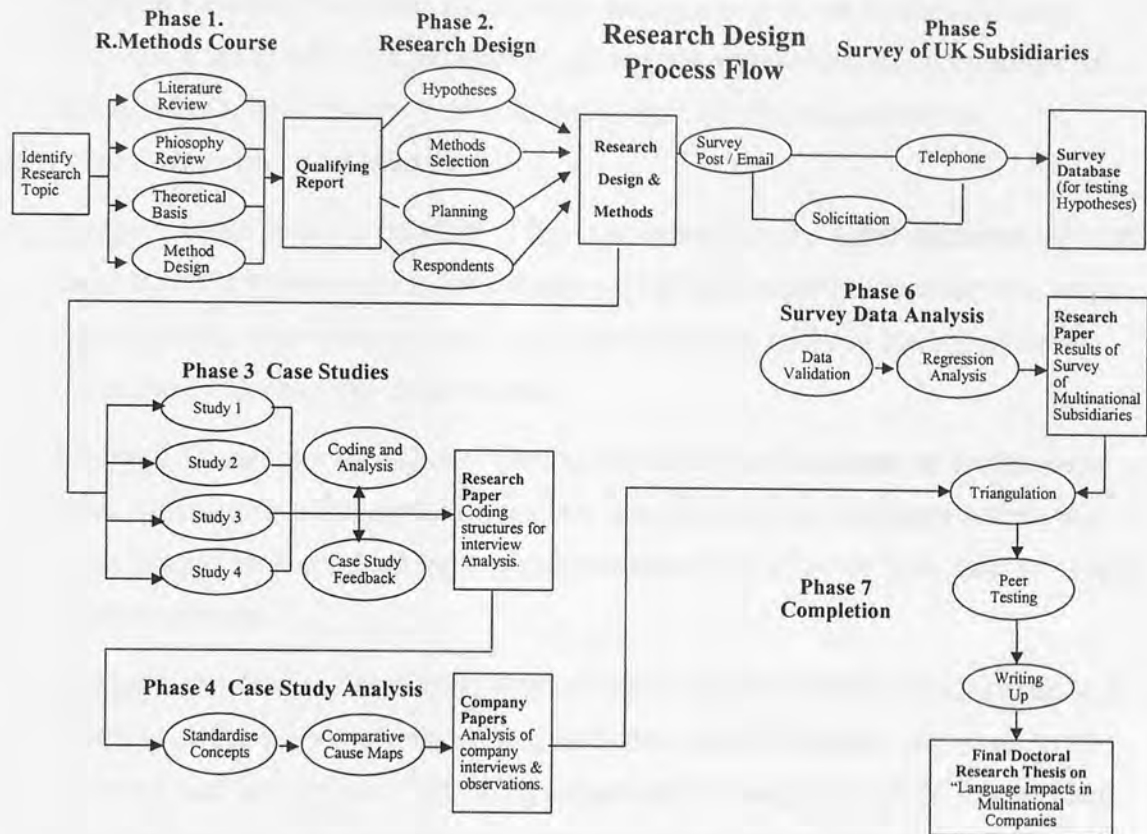 Phase 1.
R.Methods Course
Phase 2.
Research Design
Research Design
Process Flow
Phase 5
Survey of UK Subsidiaries
Identify
Research
Topic
Literature
Review
Phiosophy
Review
Theoretical
Basis
Method
Design
Qualifying
Report
Hypotheses
Methods
Selection
Planning
Respondents
Research
Design &
Methods
Survey
Post / Email
Telephone
Solicittation
Survey
Database
(for testing
Hypotheses)
Phase 6
Survey Data Analysis
Data
Validation
Regression
Analysis
Research
Paper
Results of
Survey
of
Multinational
Subsidiaries
Phase 3 Case Studies
Study 1
Study 2
Study 3
Study 4
Coding and
Analysis
Case Study
Feedback
Research
Paper
Coding
structures for
interview
Analysis.
Triangulation
Phase 7
Completion
Peer
Testing
Writing
Up
Phase 4 Case Study Analysis
Standardise
Concepts
Comparative
Cause Maps
Company
Papers
Analysis of
company
interviews &
observations.
Final Doctoral
Research Thesis on
“Language Impacts in
Multinational
Companies